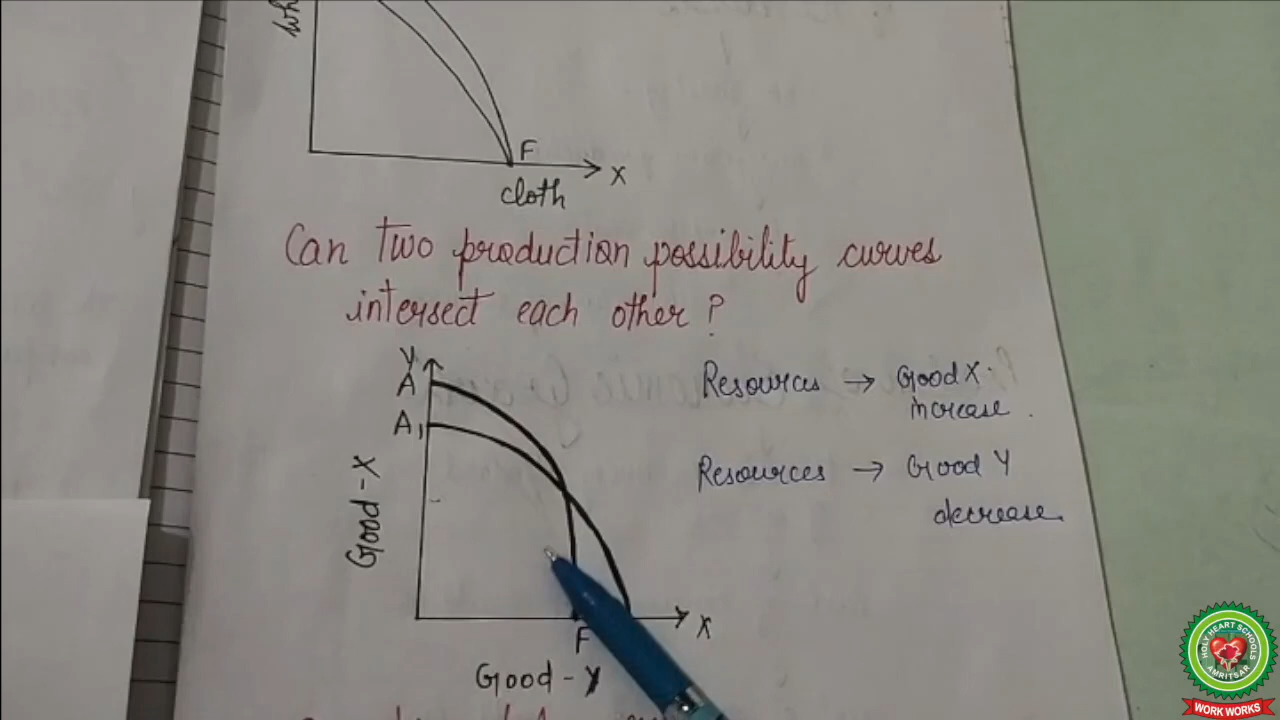 Wh
F
X
cloth
Can two production possibility curves
intersect each other ?
Y
A
A1
Good-X
F
X
Good-Y
Resources → Good X
increase.
Resources → Good Y
decrease.
HOLY HEART SCHOOLS
AMRITSAR
WORK WORKS